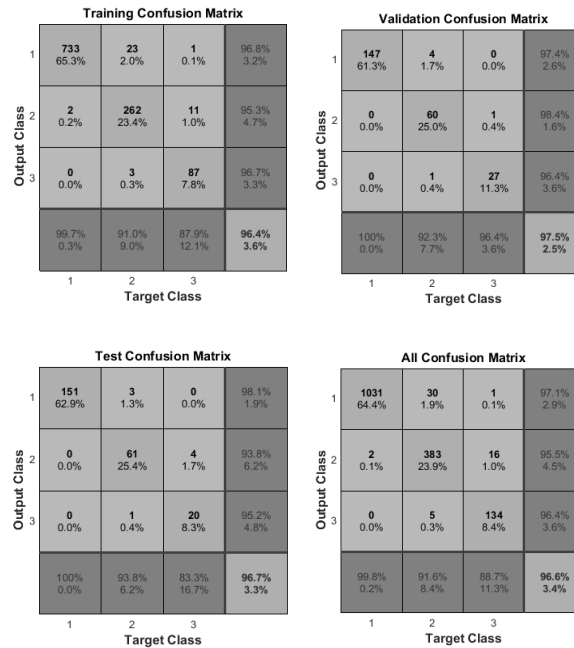 Training Confusion Matrix
Output Class
1
733 23 1 96.8%
65.3% 2.0% 0.1% 3.2%
2
2 262 11 95.3%
0.2% 23.4% 1.0% 4.7%
3
0 3 87 96.7%
0.0% 0.3% 7.8% 3.3%
99.7% 91.0% 87.9% 96.4%
0.3% 9.0% 12.1% 3.6%
1 2 3
Target Class
Validation Confusion Matrix
Output Class
1
147 4 0 97.4%
61.3% 1.7% 0.0% 2.6%
2
0 60 1 98.4%
0.0% 25.0% 0.4% 1.6%
3
0 1 27 96.4%
0.0% 0.4% 11.3% 3.6%
100% 92.3% 96.4% 97.5%
0.0% 7.7% 3.6% 2.5%
1 2 3
Target Class
Test Confusion Matrix
Output Class
1
151 3 0 98.1%
62.9% 1.3% 0.0% 1.9%
2
0 61 4 93.8%
0.0% 25.4% 1.7% 6.2%
3
0 1 20 95.2%
0.0% 0.4% 8.3% 4.8%
100% 93.8% 83.3% 96.7%
0.0% 6.2% 16.7% 3.3%
1 2 3
Target Class
All Confusion Matrix
Output Class
1
1031 30 1 97.1%
64.4% 1.9% 0.1% 2.9%
2
2 383 16 95.5%
0.1% 23.9% 1.0% 4.5%
3
0 5 134 96.4%
0.0% 0.3% 8.4% 3.6%
99.8% 91.6% 88.7% 96.6%
0.2% 8.4% 11.3% 3.4%
1 2 3
Target Class